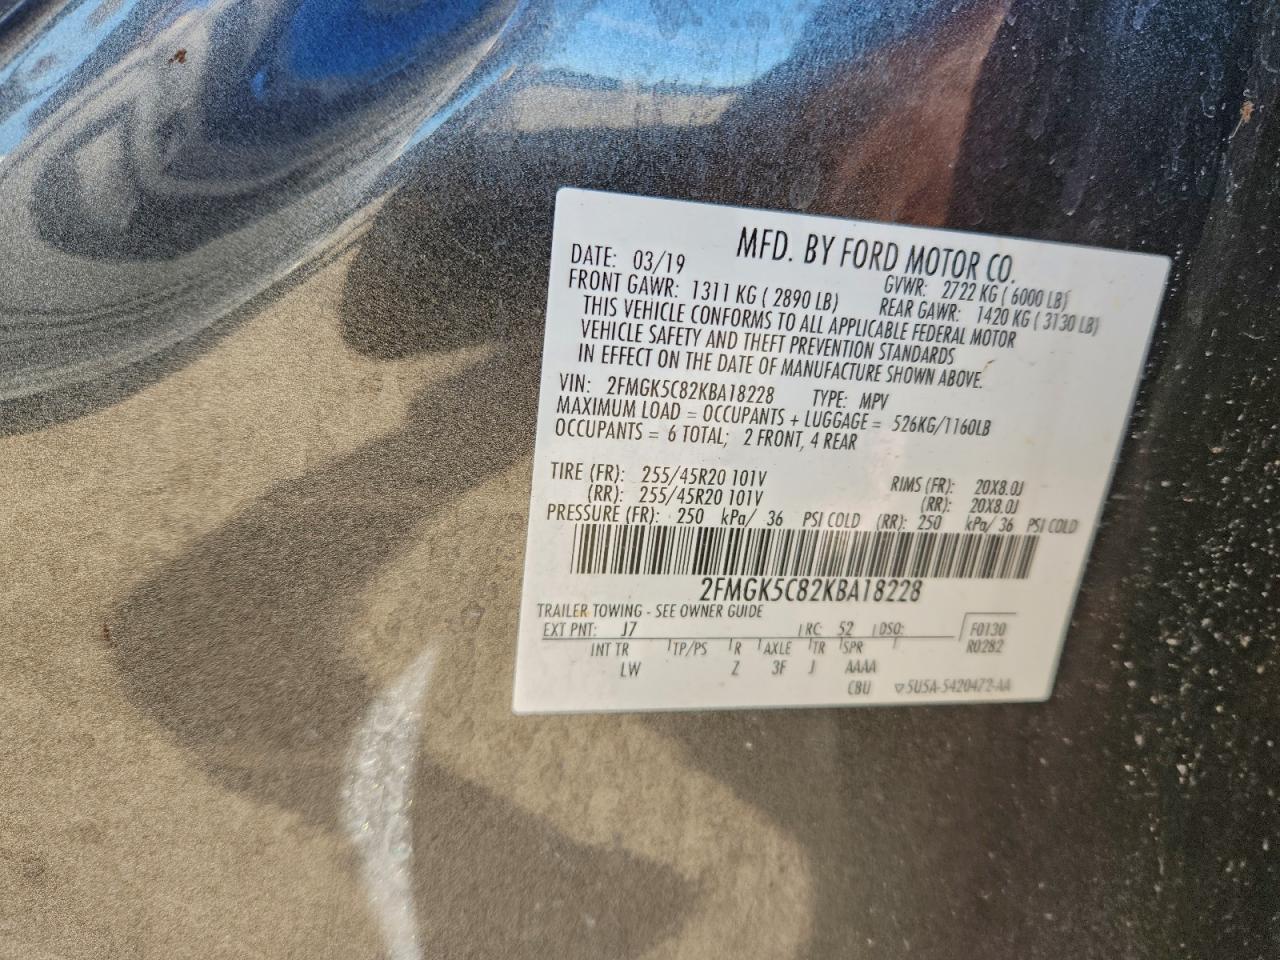 MFD. BY FORD MOTOR CO.
DATE: 03/19 GVWR: 2722 KG ( 6000 LB)
FRONT GAWR: 1311 KG ( 2890 LB) REAR GAWR: 1420 KG ( 3130 LB)
THIS VEHICLE CONFORMS TO ALL APPLICABLE FEDERAL MOTOR
VEHICLE SAFETY AND THEFT PREVENTION STANDARDS
IN EFFECT ON THE DATE OF MANUFACTURE SHOWN ABOVE.
VIN: 2FMGK5C82KBA18228 TYPE: MPV
MAXIMUM LOAD = OCCUPANTS + LUGGAGE = 526KG/1160LB
OCCUPANTS = 6 TOTAL; 2 FRONT, 4 REAR
TIRE (FR): 255/45R20 101V RIMS (FR): 20X8.0J
(RR): 255/45R20 101V (RR): 20X8.0J
PRESSURE (FR): 250 kPa/ 36 PSI COLD (RR): 250 kPa/ 36 PSI COLD
2FMGK5C82KBA18228
TRAILER TOWING - SEE OWNER GUIDE
EXT PNT: J7 RC: 52 DSO: F0130
R0282
INT TR TP/PS R AXLE TR SPR
LW Z 3F J AAAA
CBU ▽5U5A-5420472-AA